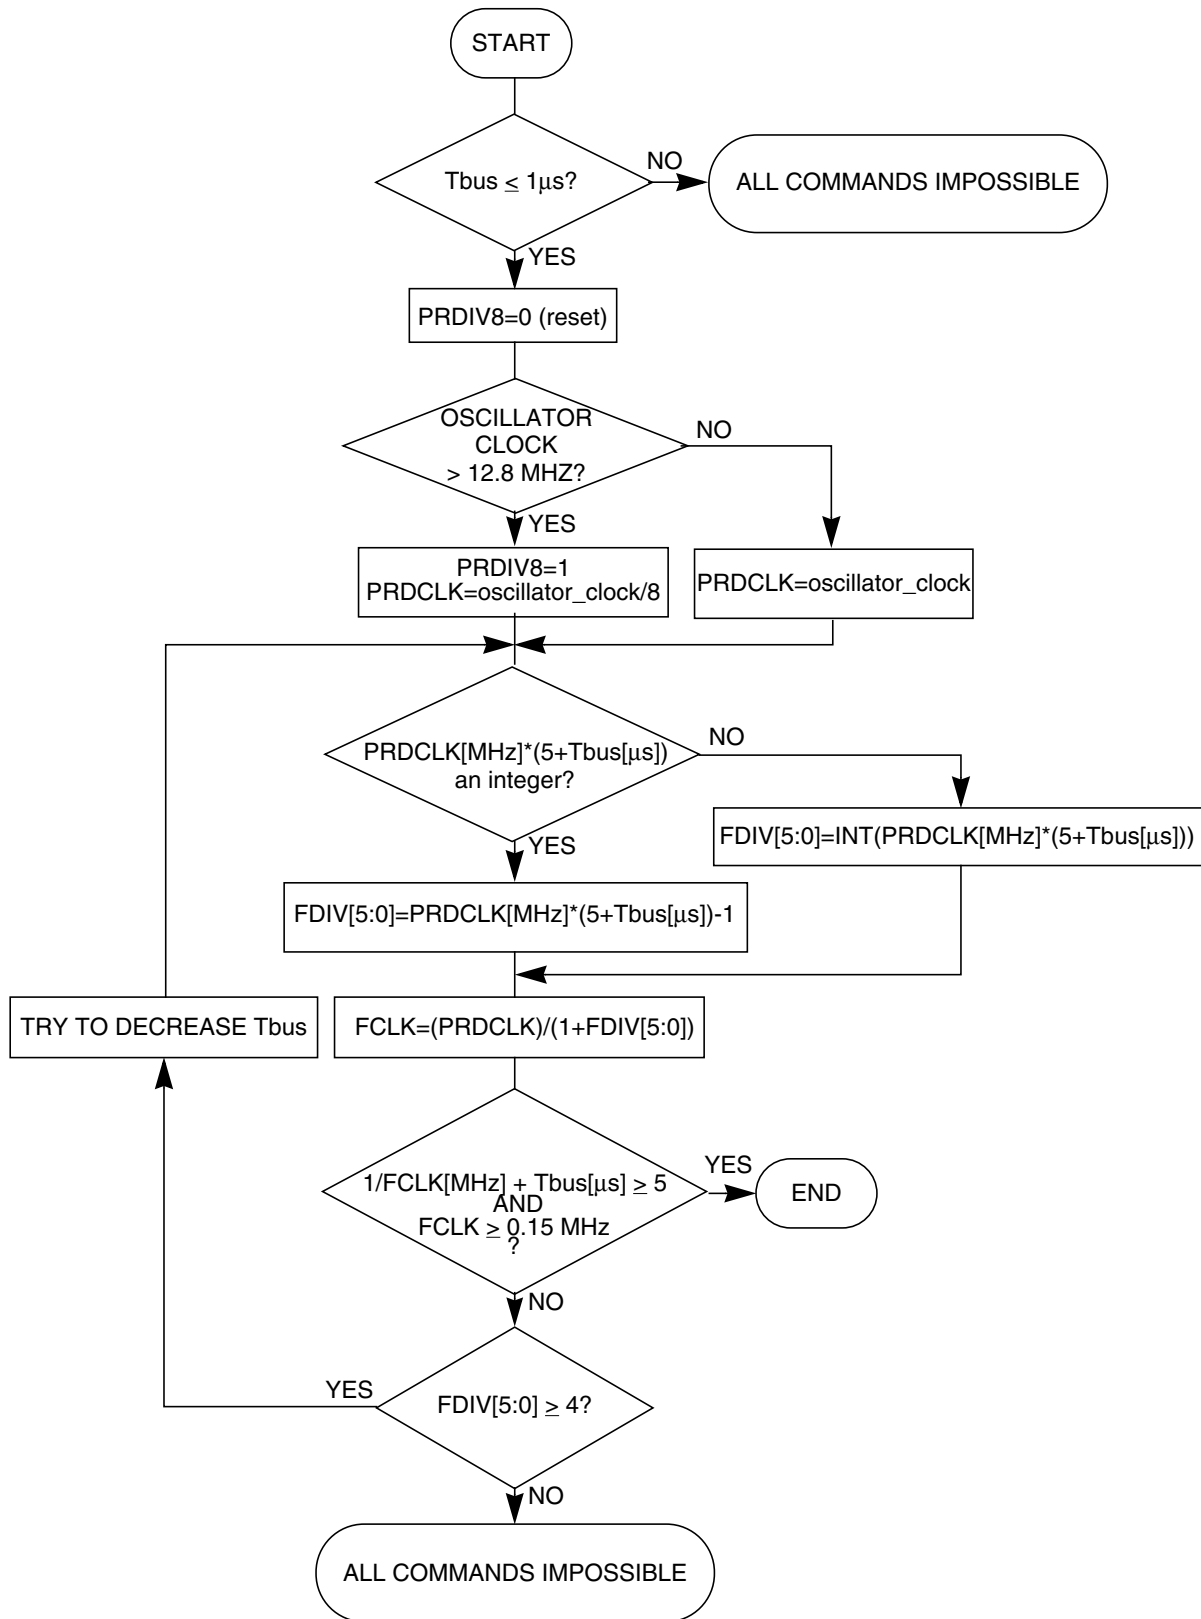 START
Tbus ≤ 1μs?
NO
ALL COMMANDS IMPOSSIBLE
YES
PRDIV8=0 (reset)
OSCILLATOR
CLOCK
> 12.8 MHZ?
NO
YES
PRDIV8=1
PRDCLK=oscillator_clock/8
PRDCLK=oscillator_clock
PRDCLK[MHz]*(5+Tbus[μs])
an integer?
NO
YES
FDIV[5:0]=INT(PRDCLK[MHz]*(5+Tbus[μs]))
FDIV[5:0]=PRDCLK[MHz]*(5+Tbus[μs])-1
TRY TO DECREASE Tbus
FCLK=(PRDCLK)/(1+FDIV[5:0])
1/FCLK[MHz] + Tbus[μs] ≥ 5
AND
FCLK ≥ 0.15 MHz
?
YES
END
NO
FDIV[5:0] ≥ 4?
YES
NO
ALL COMMANDS IMPOSSIBLE